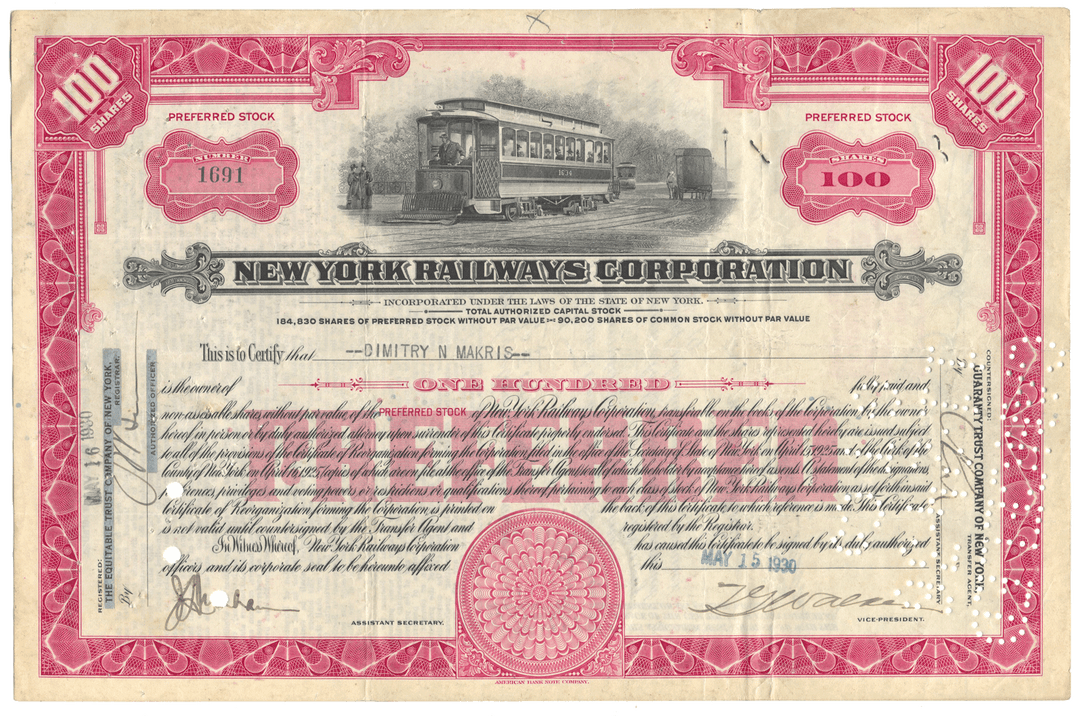 100 SHARES
100 SHARES
PREFERRED STOCK
PREFERRED STOCK
NUMBER
1691
SHARES
100
1634
NEW YORK RAILWAYS CORPORATION
INCORPORATED UNDER THE LAWS OF THE STATE OF NEW YORK.
TOTAL AUTHORIZED CAPITAL STOCK
184,830 SHARES OF PREFERRED STOCK WITHOUT PAR VALUE AND 90,200 SHARES OF COMMON STOCK WITHOUT PAR VALUE
This is to Certify that --DIMITRY N MAKRIS--
is the owner of ONE HUNDRED fully paid and
non-assessable shares without par value of the PREFERRED STOCK of New York Railways Corporation, transferable on the books of the Corporation by the owner
hereof in person or by duly authorized attorney upon surrender of this Certificate properly endorsed. This Certificate and the shares represented hereby are issued subject
to all of the provisions of the Certificate of Reorganization forming the Corporation filed in the office of the Secretary of State of New York on April 15, 1925 and of the Clerk of the
County of New York on April 1925, copies of which are on file at the office of the Transfer Agent and to all of which the holder by acceptance hereof assents. A Statement of the designations,
preferences, privileges and voting powers or restrictions or qualifications thereof pertaining to each class of stock of New York Railways Corporation as set forth in said
Certificate of Reorganization forming the Corporation is printed on the back of this Certificate to which reference is made. This Certificate
is not valid until countersigned by the Transfer Agent and registered by the Registrar.
In Witness Whereof, New York Railways Corporation has caused this Certificate to be signed by its duly authorized
officers and its corporate seal to be hereunto affixed this MAY 15 1930
PREFERRED
ASSISTANT SECRETARY.
VICE-PRESIDENT.
REGISTERED: MAY 16 1930
THE EQUITABLE TRUST COMPANY OF NEW YORK,
REGISTRAR.
By
AUTHORIZED OFFICER.
COUNTERSIGNED:
GUARANTY TRUST COMPANY OF NEW YORK,
TRANSFER AGENT.
BY
ASSISTANT SECRETARY
AMERICAN BANK NOTE COMPANY.